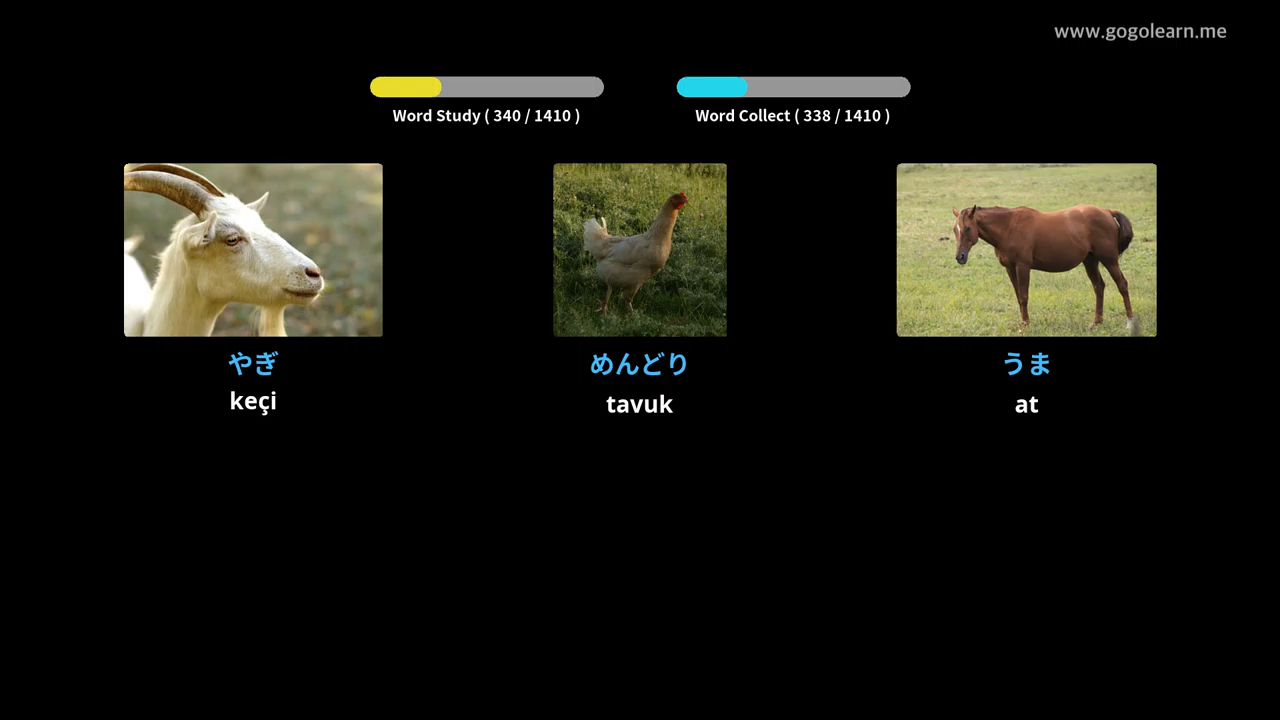 www.gogolearn.me
Word Study ( 340 / 1410 )
Word Collect ( 338 / 1410 )
やぎ
めんどり
うま
keçi
tavuk
at